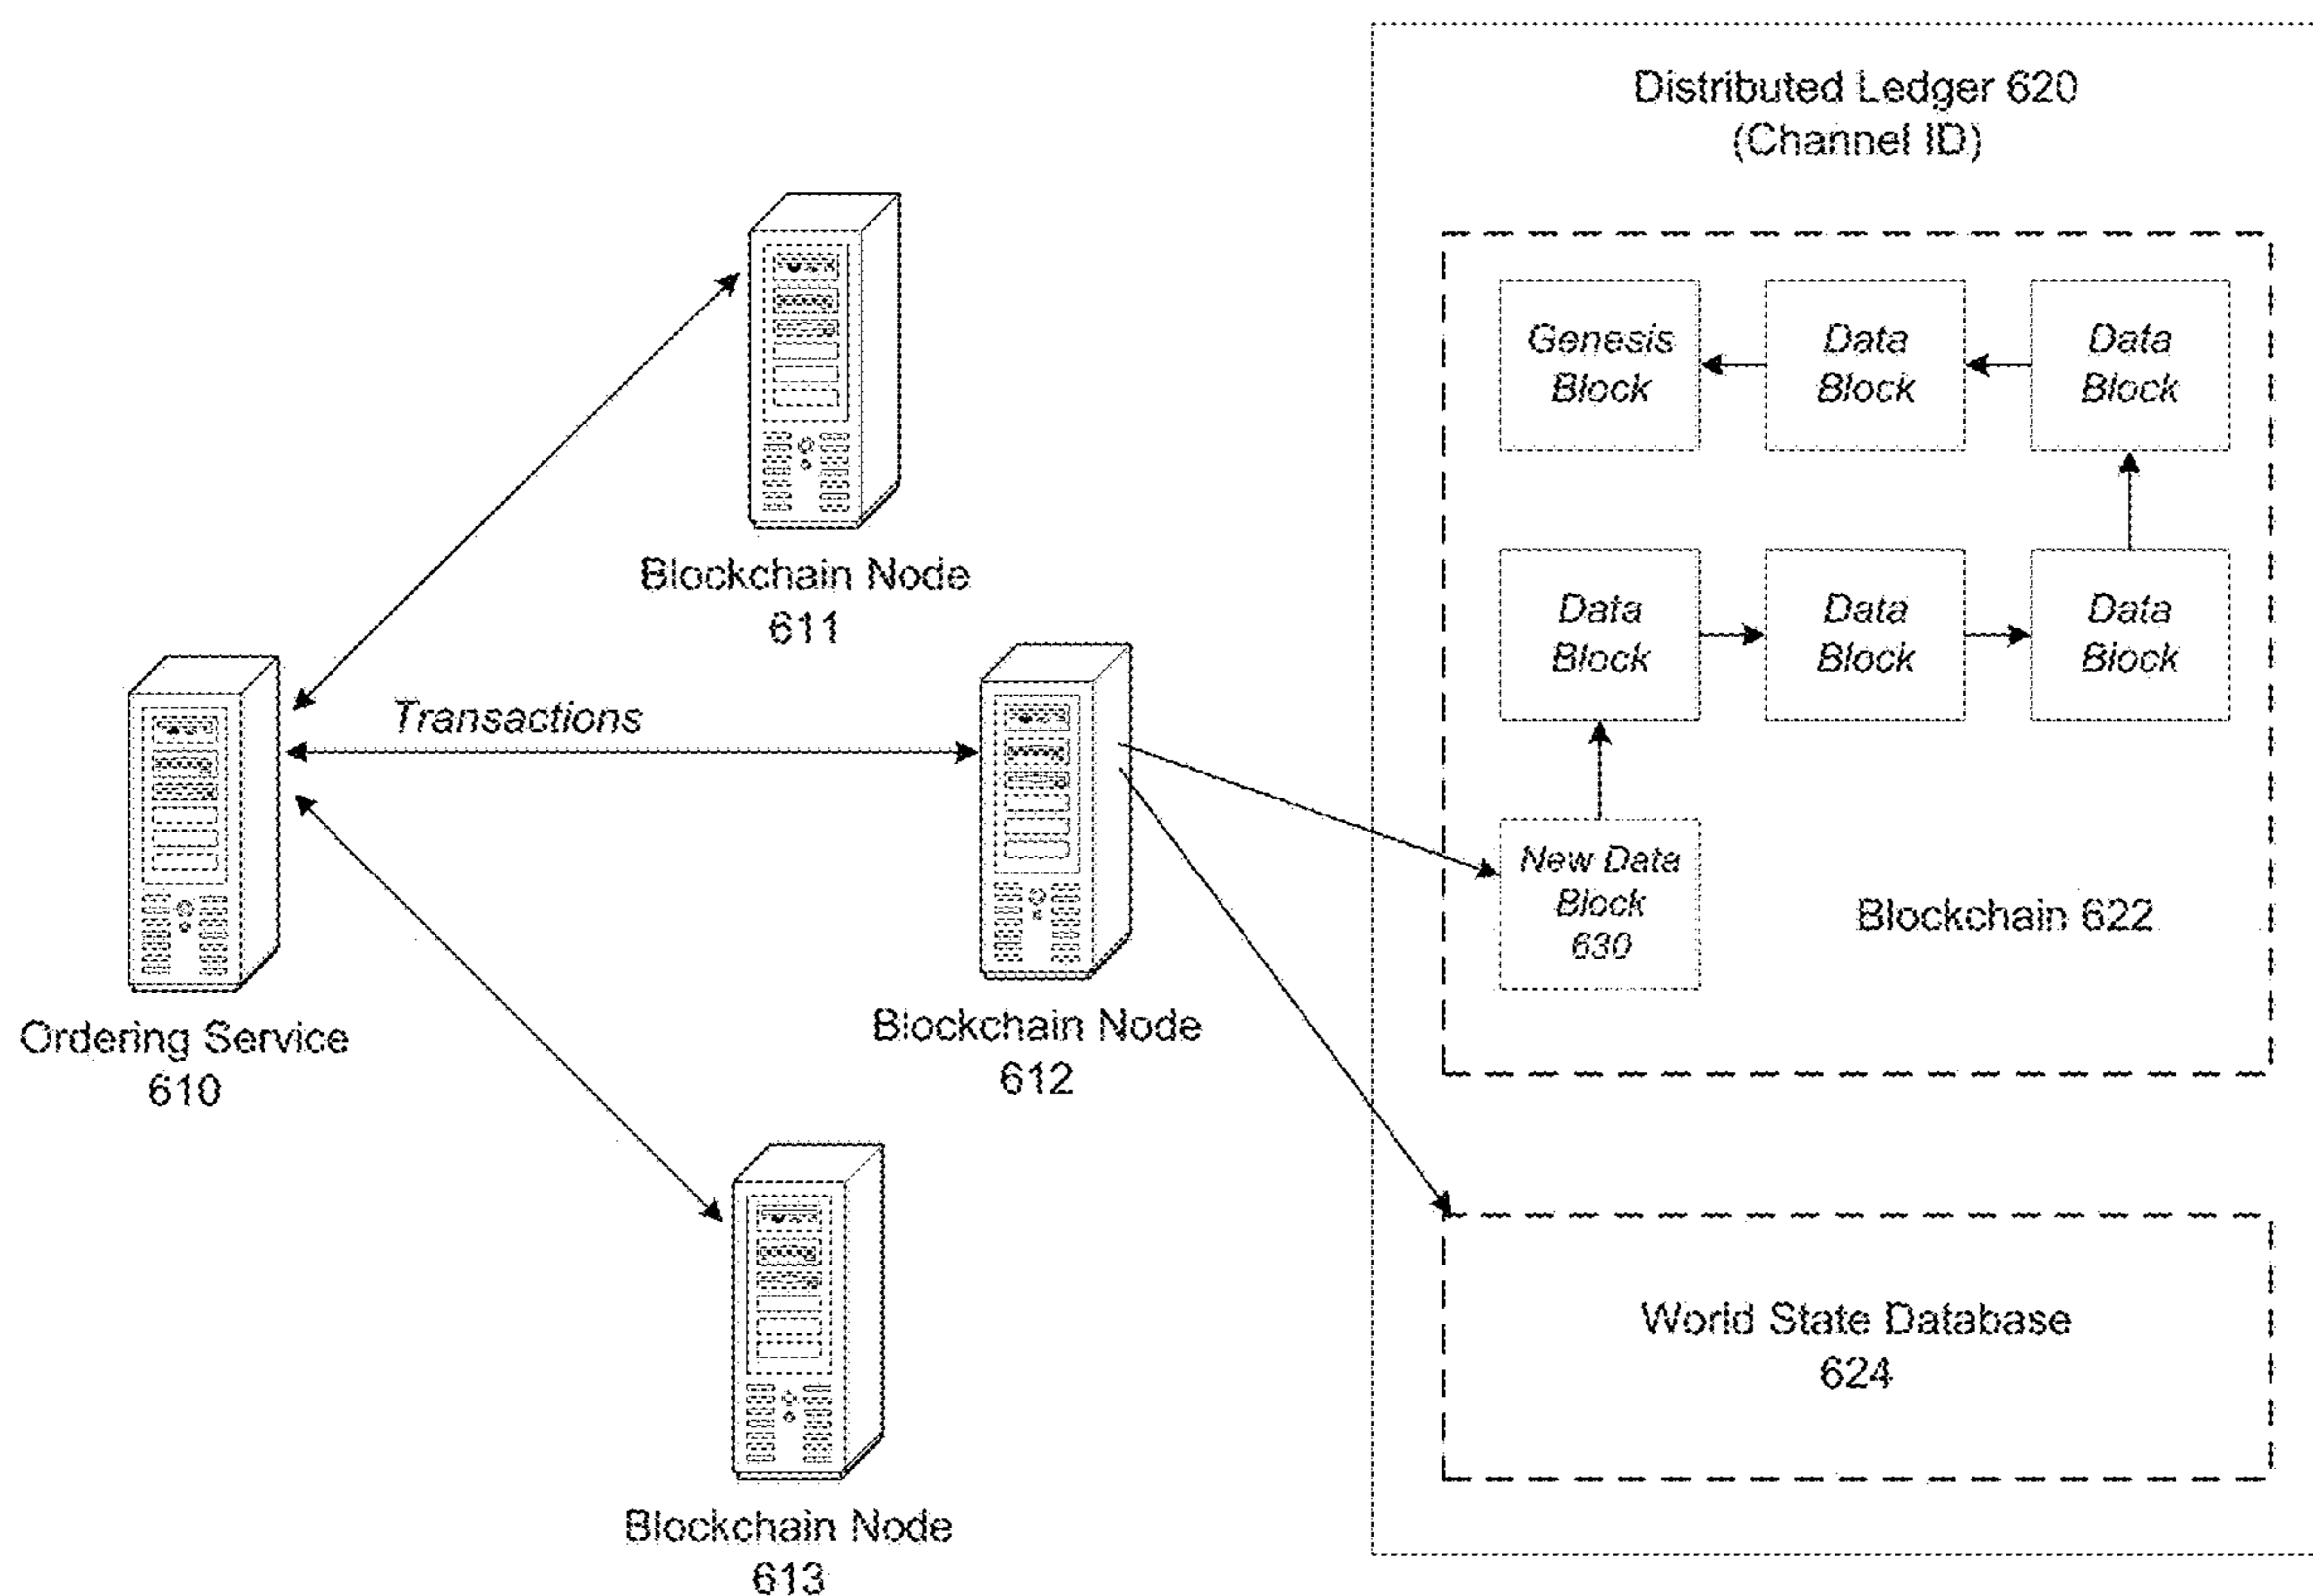 Distributed Ledger 620
(Channel ID)
Genesis
Block
Data
Block
Data
Block
Blockchain Node
611
Data
Block
Data
Block
Data
Block
Transactions
New Data
Block
630
Blockchain 622
Ordering Service
610
Blockchain Node
612
World State Database
624
Blockchain Node
613